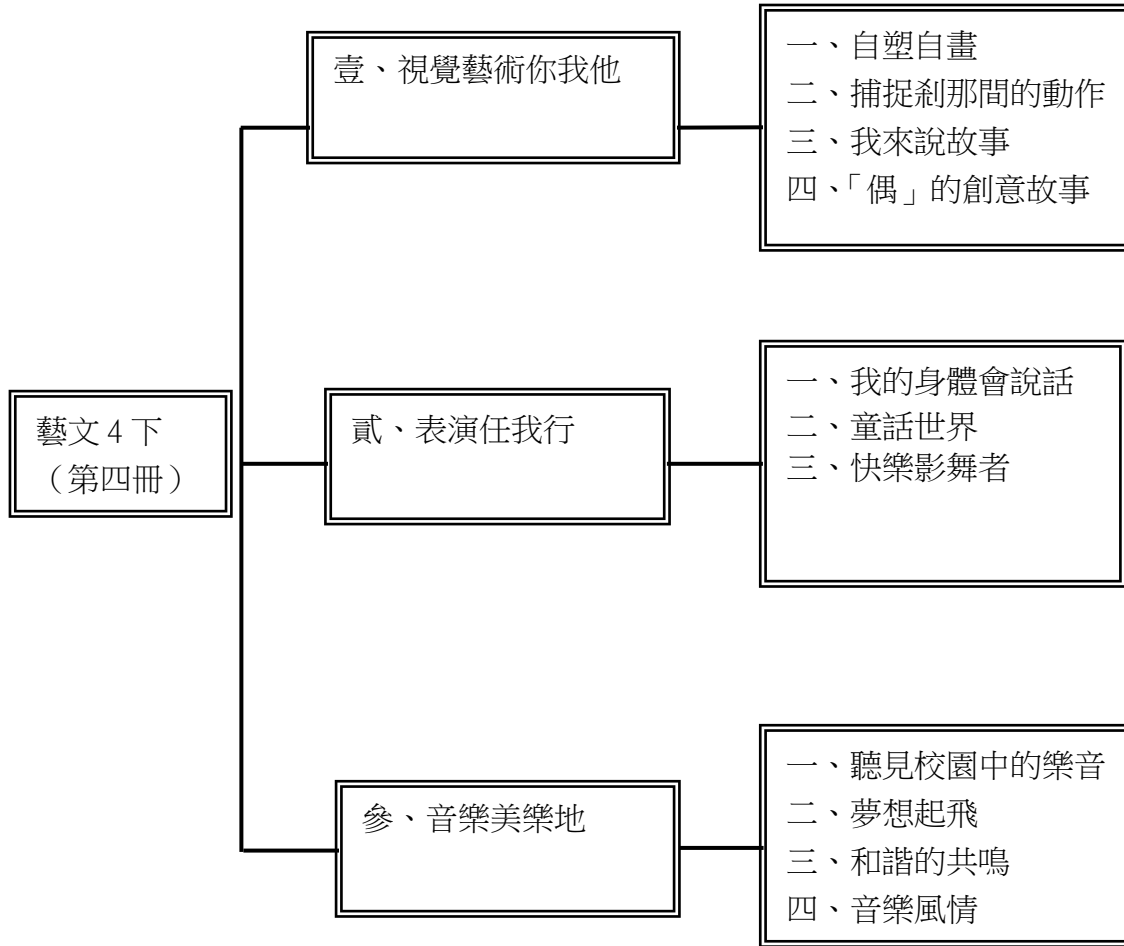 藝文 4 下
（第四冊）
壹、視覺藝術你我他
一、自塑自畫
二、捕捉剎那間的動作
三、我來說故事
四、「偶」的創意故事
貳、表演任我行
一、我的身體會說話
二、童話世界
三、快樂影舞者
參、音樂美樂地
一、聽見校園中的樂音
二、夢想起飛
三、和諧的共鳴
四、音樂風情